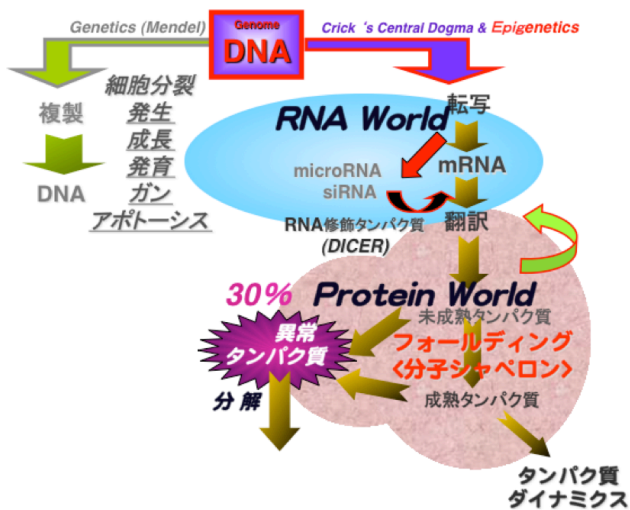 Genetics (Mendel)
Genome
DNA
Crick ‘s Central Dogma & Epigenetics
複製
DNA
細胞分裂
発生
成長
発育
ガン
アポトーシス
転写
RNA World
mRNA
microRNA
siRNA
RNA修飾タンパク質
(DICER)
翻訳
30%
Protein World
未成熟タンパク質
異常
タンパク質
フォールディング
<分子シャペロン>
分解
成熟タンパク質
タンパク質
ダイナミクス